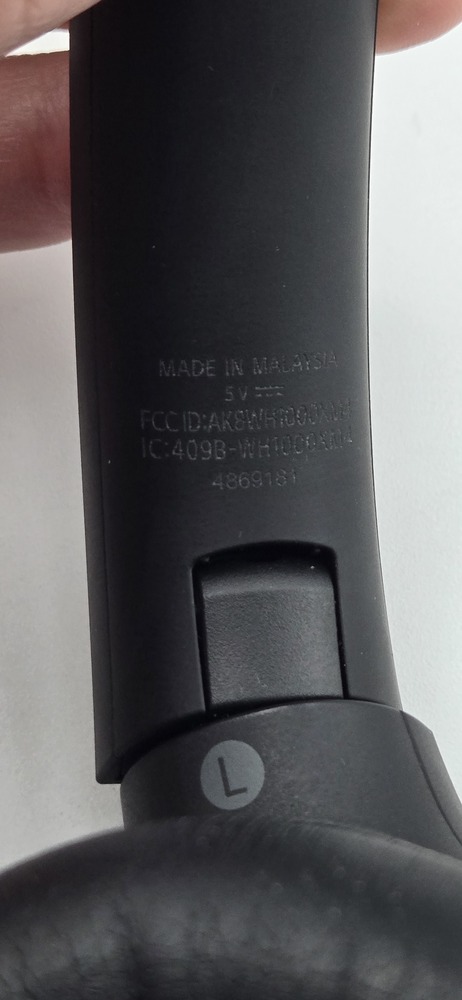 MADE IN MALAYSIA
5V ⎓
FCC ID:AK8WH1000XM4
IC:409B-WH1000XM4
4869181
L